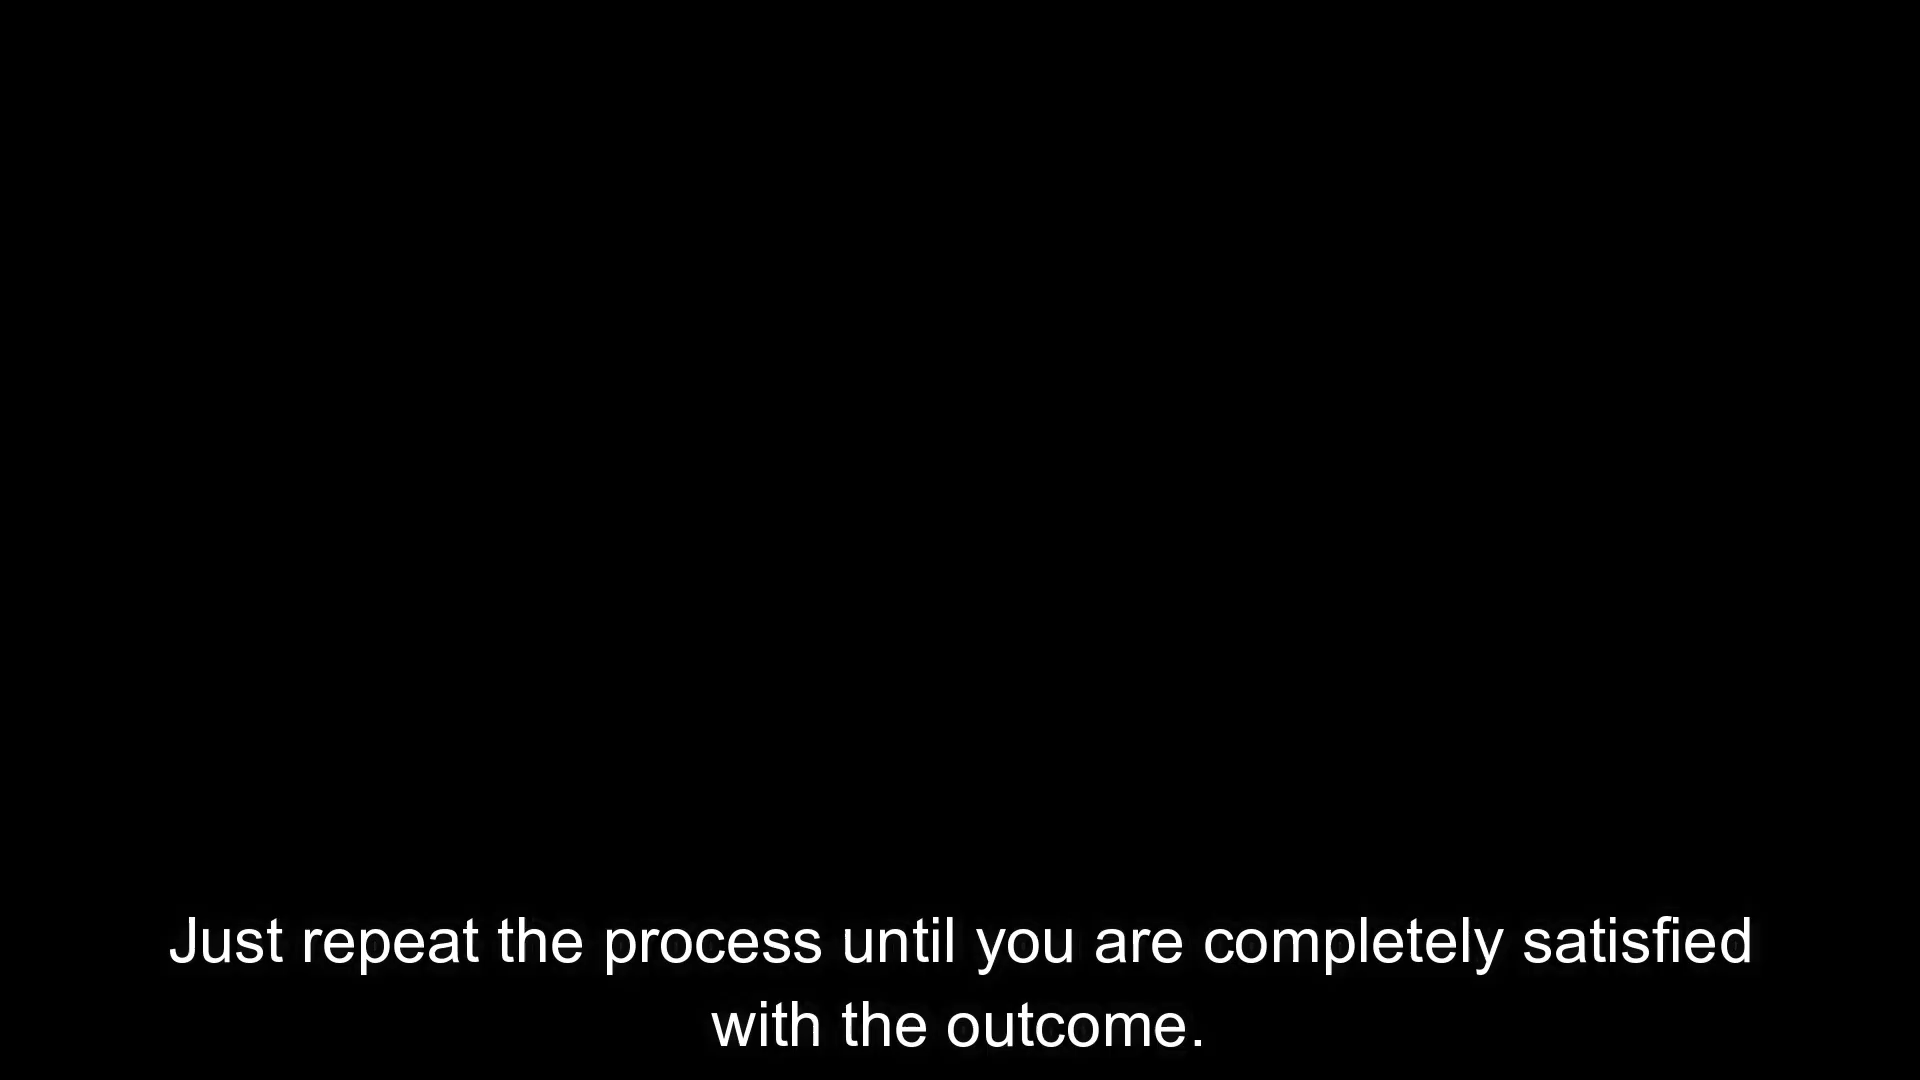 Just repeat the process until you are completely satisfied
with the outcome.